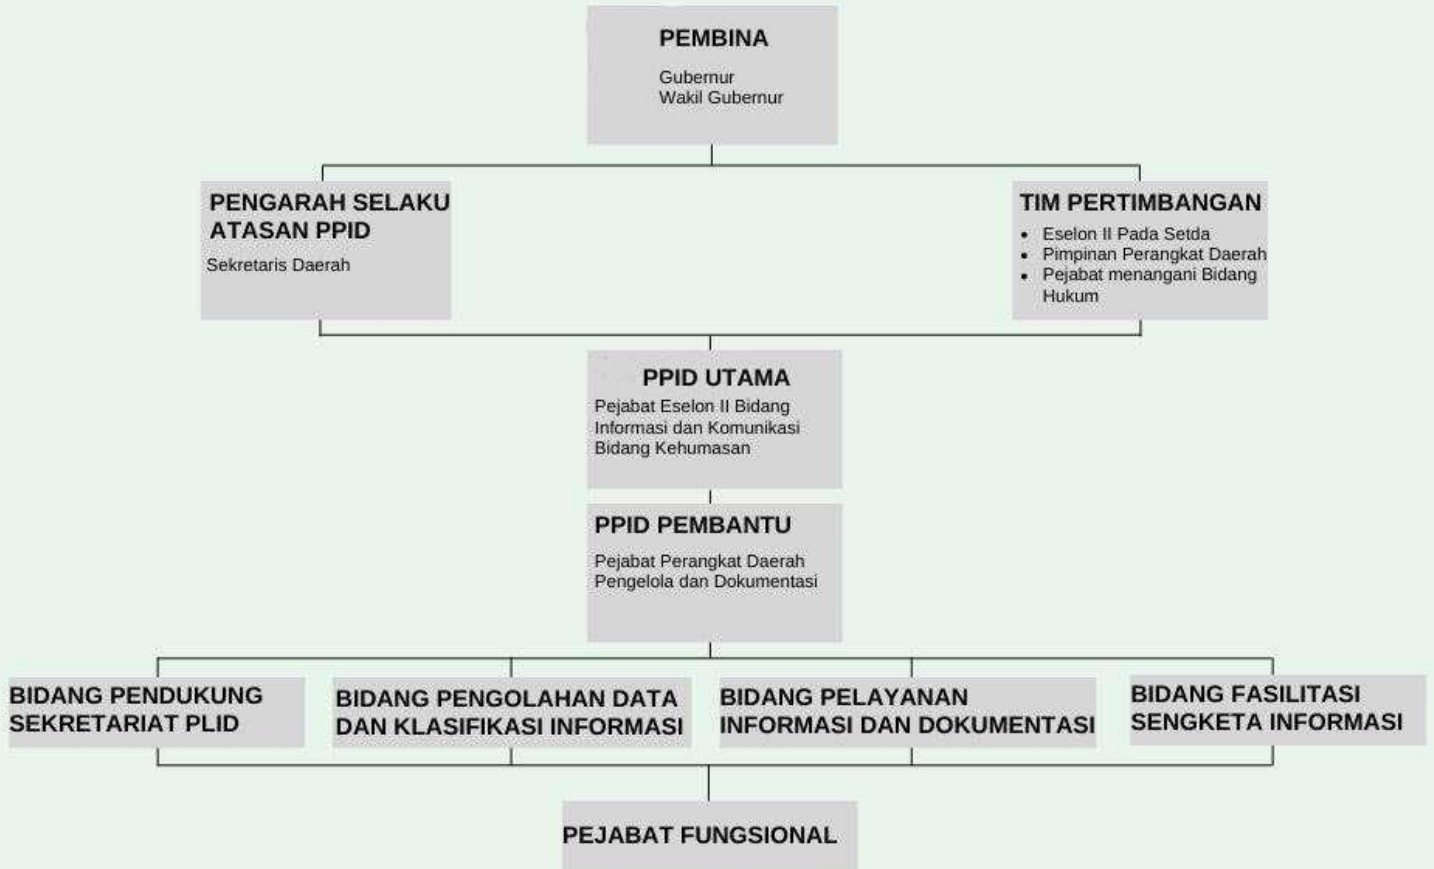 PEMBINA
Gubernur
Wakil Gubernur
PENGARAH SELAKU
ATASAN PPID
Sekretaris Daerah
TIM PERTIMBANGAN
• Eselon II Pada Setda
• Pimpinan Perangkat Daerah
• Pejabat menangani Bidang
Hukum
PPID UTAMA
Pejabat Eselon II Bidang
Informasi dan Komunikasi
Bidang Kehumasan
PPID PEMBANTU
Pejabat Perangkat Daerah
Pengelola dan Dokumentasi
BIDANG PENDUKUNG
SEKRETARIAT PLID
BIDANG PENGOLAHAN DATA
DAN KLASIFIKASI INFORMASI
BIDANG PELAYANAN
INFORMASI DAN DOKUMENTASI
BIDANG FASILITASI
SENGKETA INFORMASI
PEJABAT FUNGSIONAL